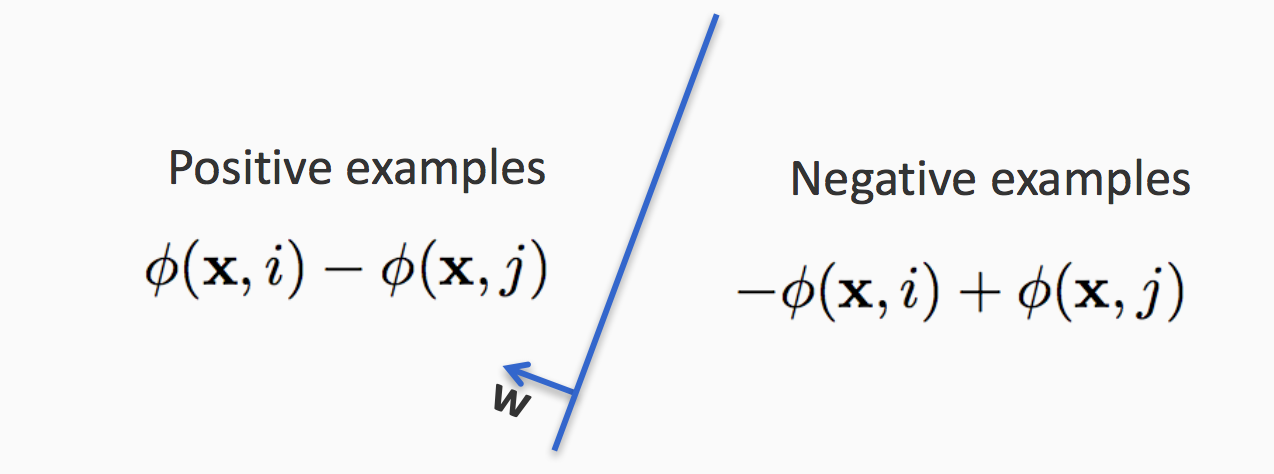 Positive examples
ϕ(x, i) − ϕ(x, j)
Negative examples
−ϕ(x, i) + ϕ(x, j)
w